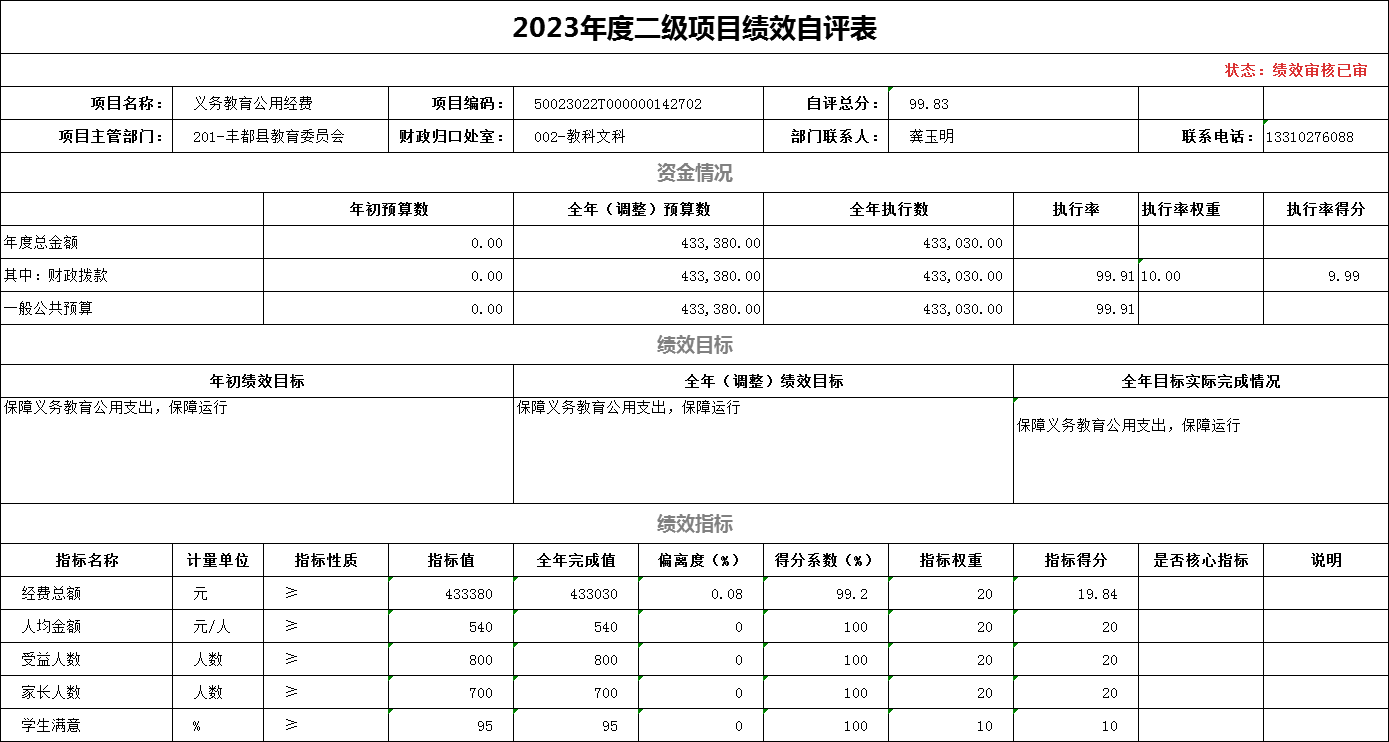 2023年度二级项目绩效自评表
状态：绩效审核已审
项目名称： 义务教育公用经费 项目编码： 50023022T000000142702 自评总分： 99.83
项目主管部门： 201-丰都县教育委员会 财政归口处室： 002-教科文科 部门联系人： 龚玉明 联系电话： 13310276088
资金情况
年初预算数 全年（调整）预算数 全年执行数 执行率 执行率权重 执行率得分
年度总金额 0.00 433,380.00 433,030.00
其中：财政拨款 0.00 433,380.00 433,030.00 99.91 10.00 9.99
一般公共预算 0.00 433,380.00 433,030.00 99.91
绩效目标
年初绩效目标 全年（调整）绩效目标 全年目标实际完成情况
保障义务教育公用支出，保障运行 保障义务教育公用支出，保障运行 保障义务教育公用支出，保障运行
绩效指标
指标名称 计量单位 指标性质 指标值 全年完成值 偏离度（%） 得分系数（%） 指标权重 指标得分 是否核心指标 说明
经费总额 元 ≥ 433380 433030 0.08 99.2 20 19.84
人均金额 元/人 ≥ 540 540 0 100 20 20
受益人数 人数 ≥ 800 800 0 100 20 20
家长人数 人数 ≥ 700 700 0 100 20 20
学生满意 % ≥ 95 95 0 100 10 10